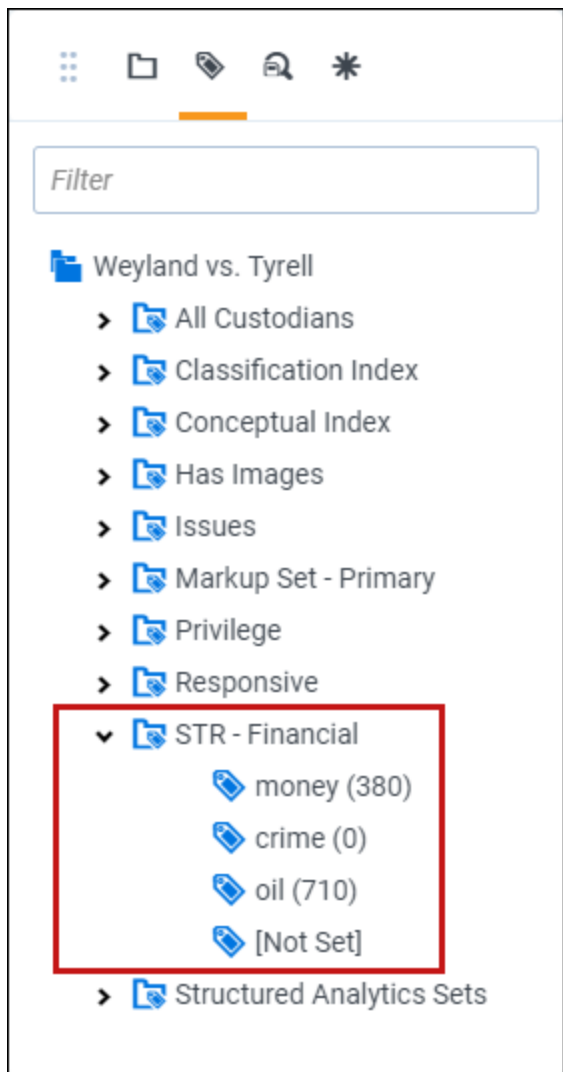 Filter
Weyland vs. Tyrell
All Custodians
Classification Index
Conceptual Index
Has Images
Issues
Markup Set - Primary
Privilege
Responsive
STR - Financial
money (380)
crime (0)
oil (710)
[Not Set]
Structured Analytics Sets